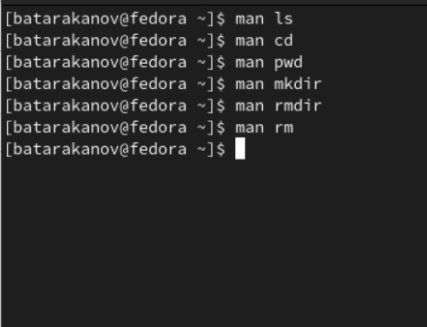 [batarakanov@fedora ~]$ man ls
[batarakanov@fedora ~]$ man cd
[batarakanov@fedora ~]$ man pwd
[batarakanov@fedora ~]$ man mkdir
[batarakanov@fedora ~]$ man rmdir
[batarakanov@fedora ~]$ man rm
[batarakanov@fedora ~]$